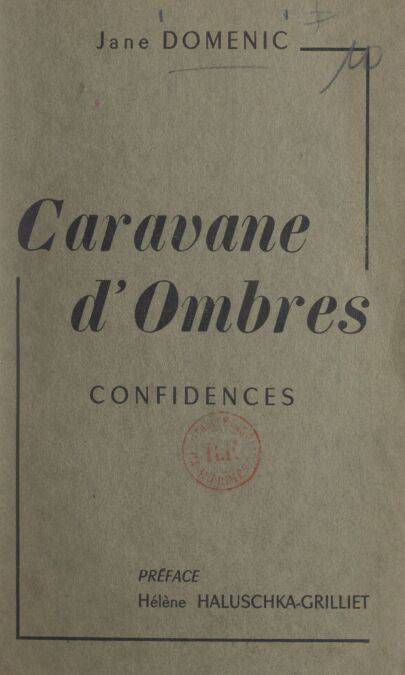 Jane DOMENIC
Caravane
d'Ombres
CONFIDENCES
R.F.
PRÉFACE
Hélène HALUSCHKA-GRILLIET